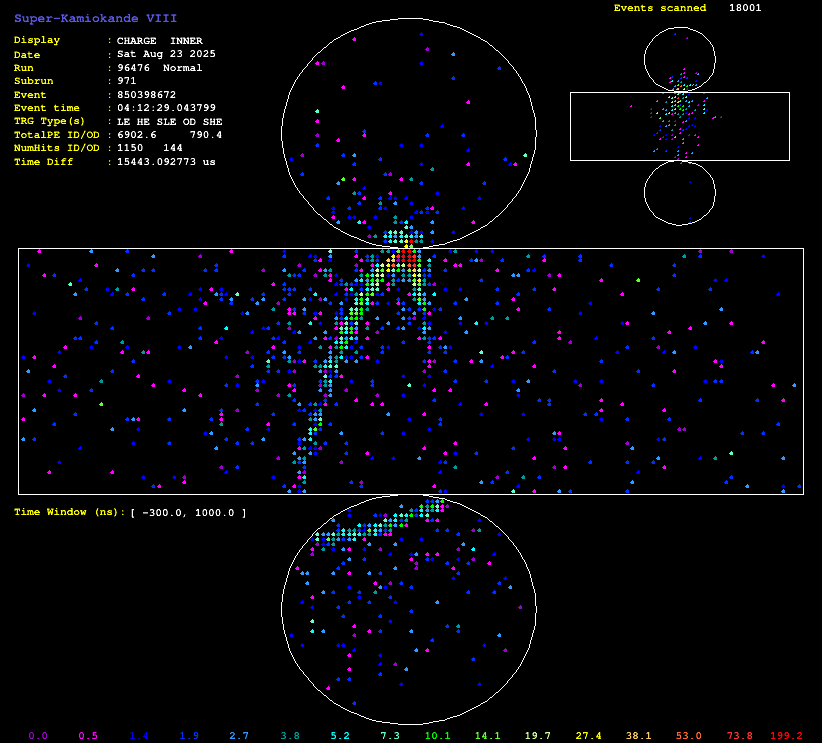 Super-Kamiokande VIII
Events scanned 18001
Display : CHARGE INNER
Date : Sat Aug 23 2025
Run : 96476 Normal
Subrun : 971
Event : 850398672
Event time : 04:12:29.043799
TRG Type(s) : LE HE SLE OD SHE
TotalPE ID/OD : 6902.6 790.4
NumHits ID/OD : 1150 144
Time Diff : 15443.092773 us
Time Window (ns): [ -300.0, 1000.0 ]
0.0 0.5 1.4 1.9 2.7 3.8 5.2 7.3 10.1 14.1 19.7 27.4 38.1 53.0 73.8 199.2